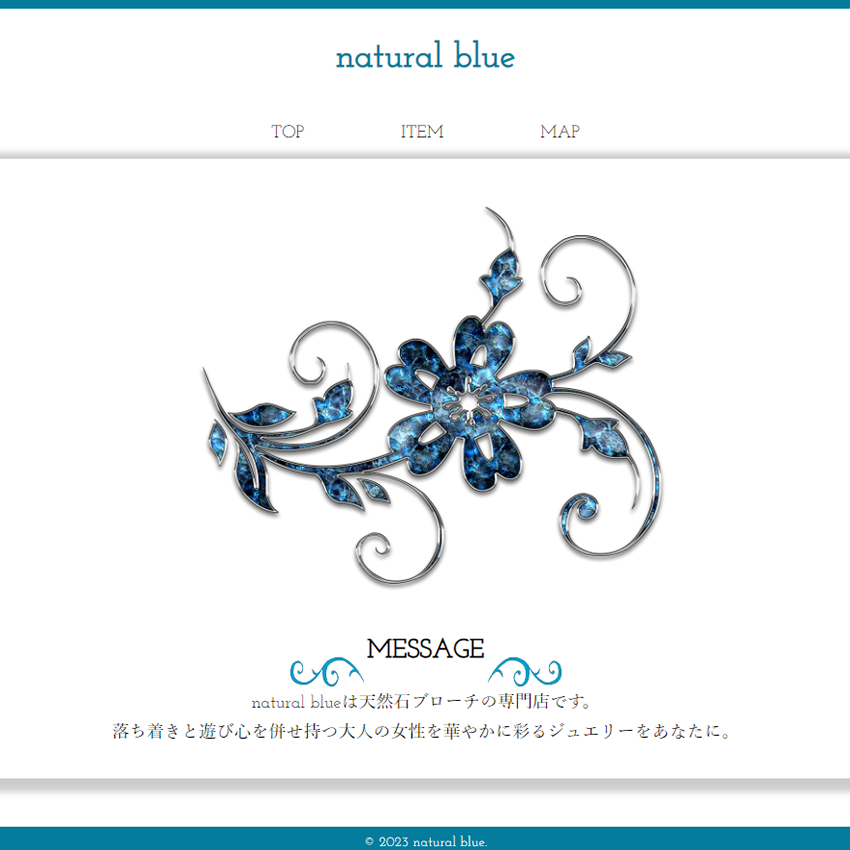 natural blue
TOP ITEM MAP
MESSAGE
natural blueは天然石ブローチの専門店です。
落ち着きと遊び心を併せ持つ大人の女性を華やかに彩るジュエリーをあなたに。
© 2023 natural blue.